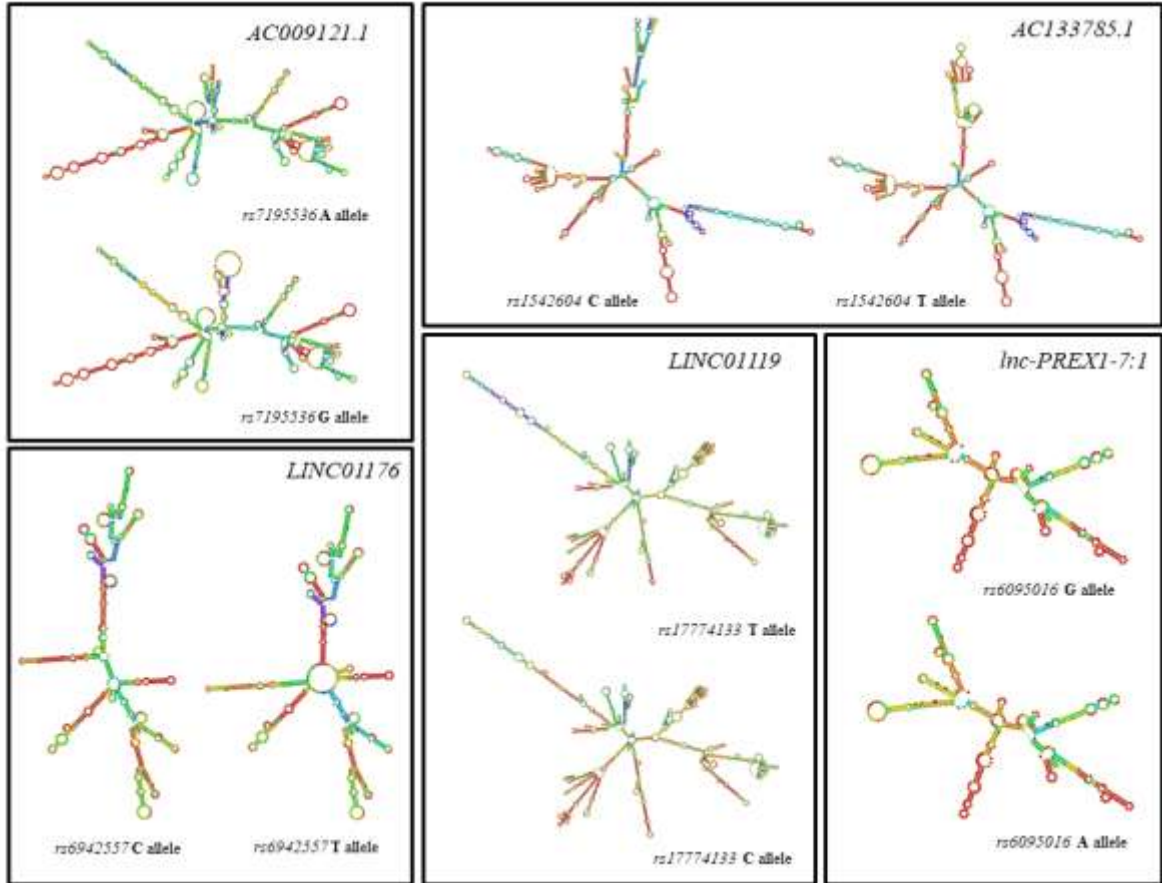 AC009121.1
rs7195536 A allele
rs7195536 G allele
AC133785.1
rs1542604 C allele
rs1542604 T allele
LINC01176
rs6942557 C allele
rs6942557 T allele
LINC01119
rs17774133 T allele
rs17774133 C allele
lnc-PREX1-7:1
rs6095016 G allele
rs6095016 A allele